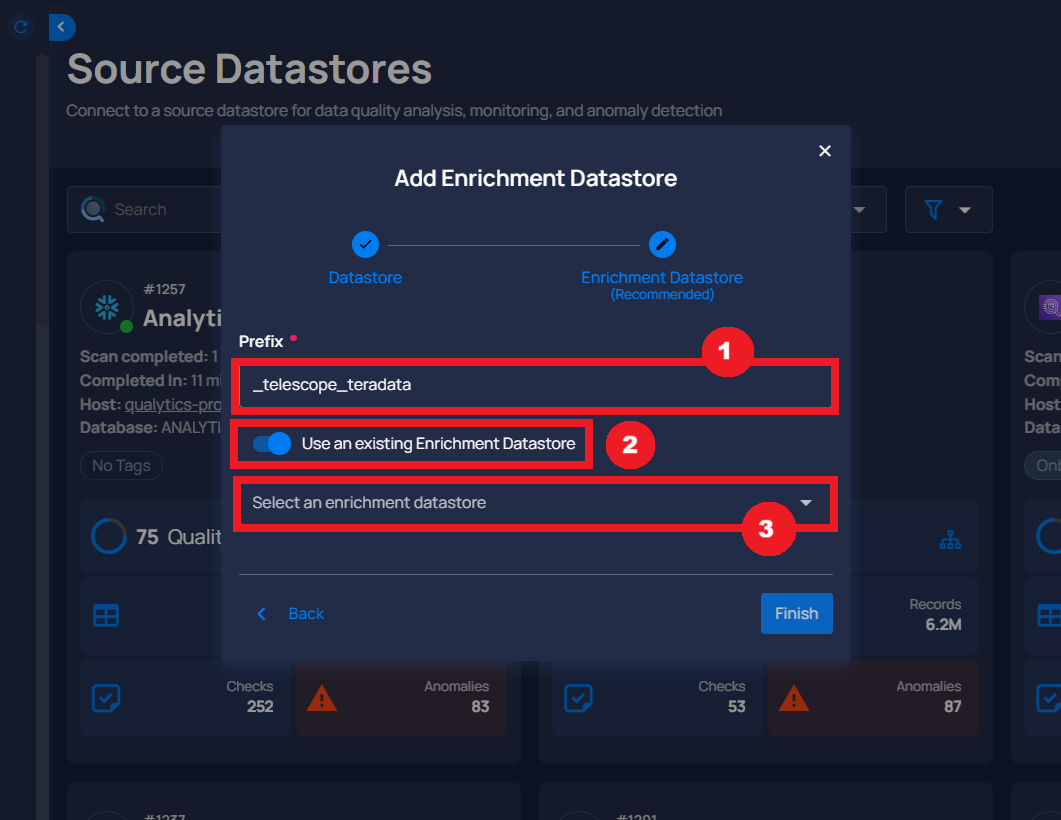 Source Datastores
Connect to a source datastore for data quality analysis, monitoring, and anomaly detection
Add Enrichment Datastore
Search
Datastore
Enrichment Datastore
(Recommended)
#1257
Analyti
Scan completed: 1
Completed In: 11 mi
Host: qualytics-pro
Database: ANALYTI
No Tags
Prefix
1
_telescope_teradata
Use an existing Enrichment Datastore
2
Select an enrichment datastore
3
Back
Finish
75 Qualit
Records
6.2M
Checks
252
Anomalies
83
Checks
53
Anomalies
87
Scan
Com
Host
Data
Onb
#1237
#1201